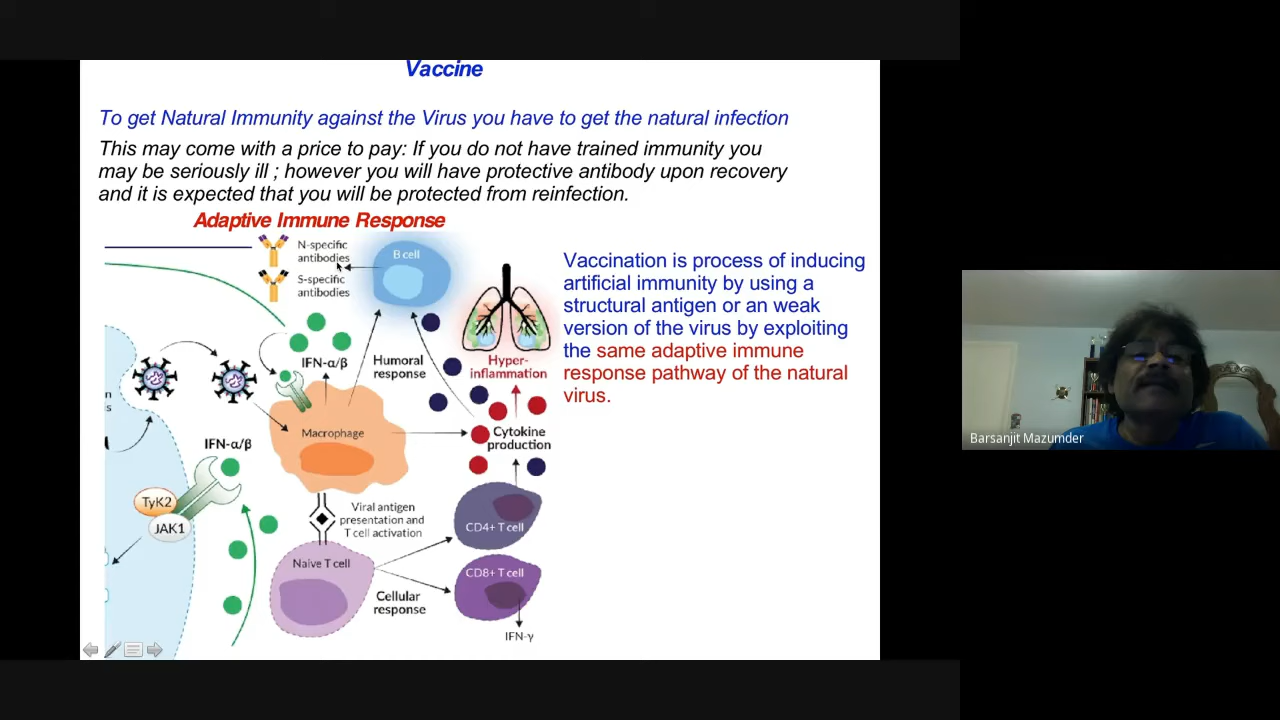 Vaccine
To get Natural Immunity against the Virus you have to get the natural infection
This may come with a price to pay: If you do not have trained immunity you
may be seriously ill ; however you will have protective antibody upon recovery
and it is expected that you will be protected from reinfection.
Adaptive Immune Response
N-specific
antibodies
S-specific
antibodies
B cell
IFN-α/β
Humoral
response
Hyper-
inflammation
Macrophage
Cytokine
production
IFN-α/β
TyK2
JAK1
Viral antigen
presentation and
T cell activation
CD4+ T cell
Naive T cell
CD8+ T cell
Cellular
response
IFN-γ
n
s
Vaccination is process of inducing
artificial immunity by using a
structural antigen or an weak
version of the virus by exploiting
the same adaptive immune
response pathway of the natural
virus.
Barsanjit Mazumder